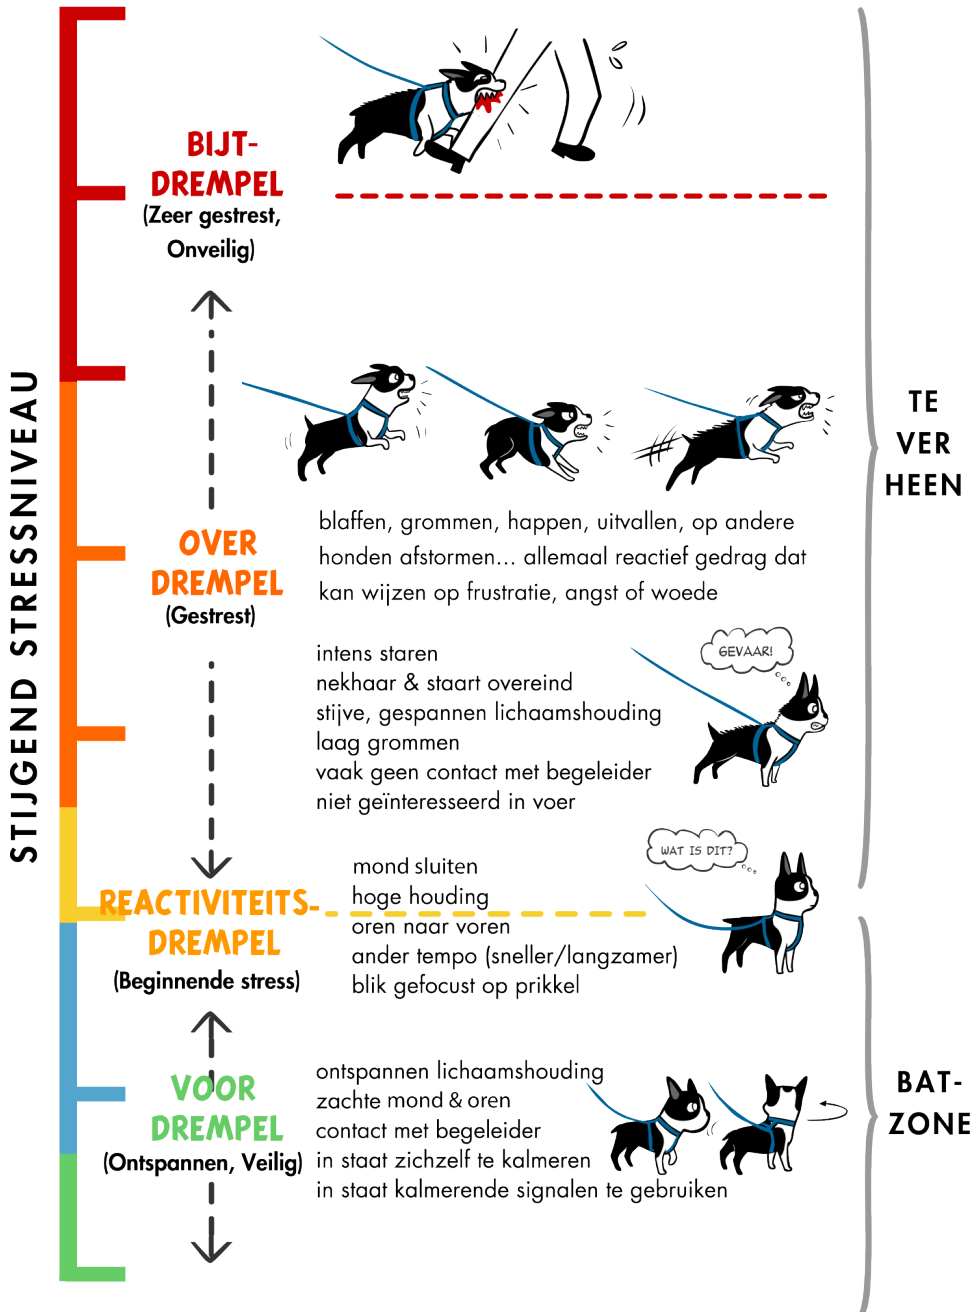 BIJT-
DREMPEL
(Zeer gestrest,
Onveilig)
STIJGEND STRESSNIVEAU
TE
VER
HEEN
OVER
DREMPEL
(Gestrest)
blaffen, grommen, happen, uitvallen, op andere
honden afstormen... allemaal reactief gedrag dat
kan wijzen op frustratie, angst of woede
intens staren
nekhaar & staart overeind
stijve, gespannen lichaamshouding
laag grommen
vaak geen contact met begeleider
niet geïnteresseerd in voer
GEVAAR!
REACTIVITEITS-
DREMPEL
(Beginnende stress)
mond sluiten
hoge houding
oren naar voren
ander tempo (sneller/langzamer)
blik gefocust op prikkel
WAT IS DIT?
VOOR
DREMPEL
(Ontspannen, Veilig)
ontspannen lichaamshouding
zachte mond & oren
contact met begeleider
in staat zichzelf te kalmeren
in staat kalmerende signalen te gebruiken
BAT-
ZONE